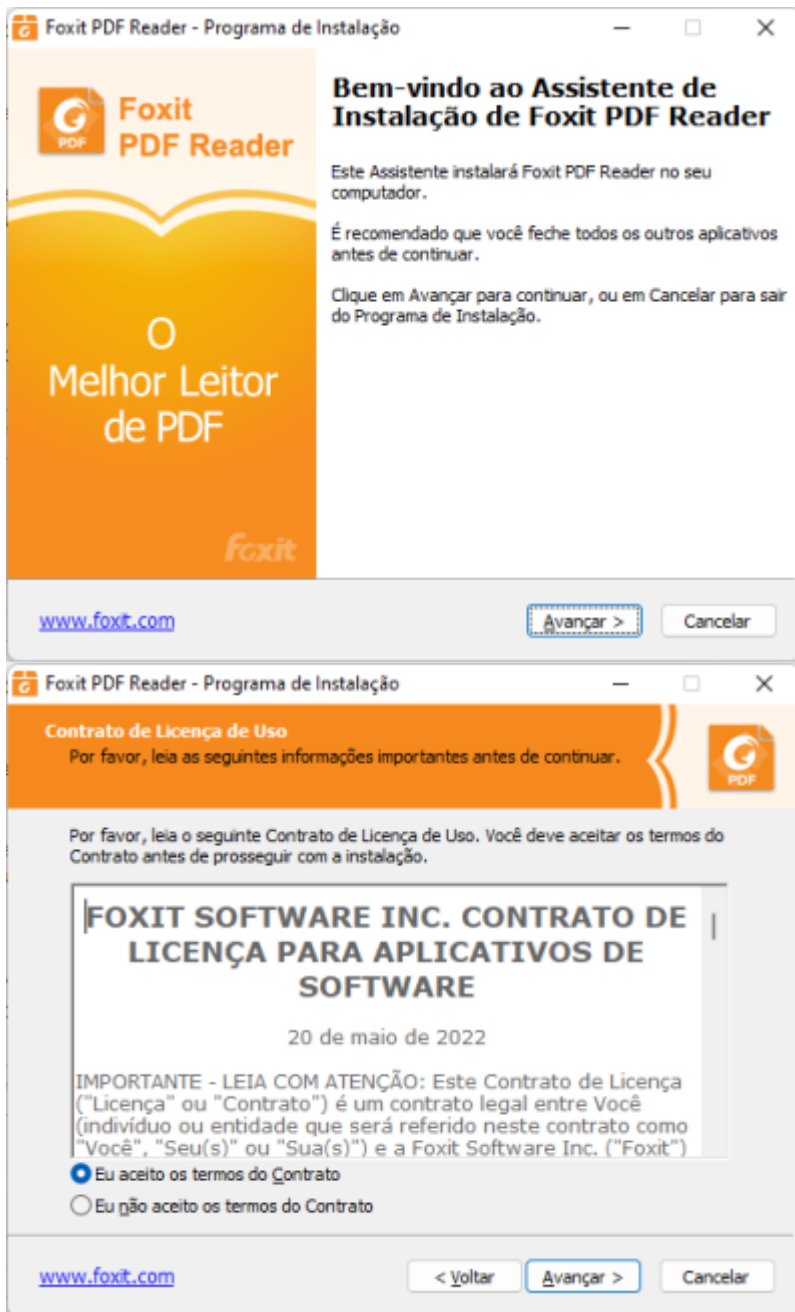 Foxit PDF Reader - Programa de Instalação
Foxit
PDF Reader
PDF
O
Melhor Leitor
de PDF
Foxit
Bem-vindo ao Assistente de
Instalação de Foxit PDF Reader
Este Assistente instalará Foxit PDF Reader no seu
computador.
É recomendado que você feche todos os outros aplicativos
antes de continuar.
Clique em Avançar para continuar, ou em Cancelar para sair
do Programa de Instalação.
www.foxit.com
Avançar >
Cancelar
Foxit PDF Reader - Programa de Instalação
Contrato de Licença de Uso
Por favor, leia as seguintes informações importantes antes de continuar.
PDF
Por favor, leia o seguinte Contrato de Licença de Uso. Você deve aceitar os termos do
Contrato antes de prosseguir com a instalação.
FOXIT SOFTWARE INC. CONTRATO DE
LICENÇA PARA APLICATIVOS DE
SOFTWARE
20 de maio de 2022
IMPORTANTE - LEIA COM ATENÇÃO: Este Contrato de Licença
("Licença" ou "Contrato") é um contrato legal entre Você
(indivíduo ou entidade que será referido neste contrato como
"Você", "Seu(s)" ou "Sua(s)") e a Foxit Software Inc. ("Foxit")
Eu aceito os termos do Contrato
Eu não aceito os termos do Contrato
www.foxit.com
< Voltar
Avançar >
Cancelar